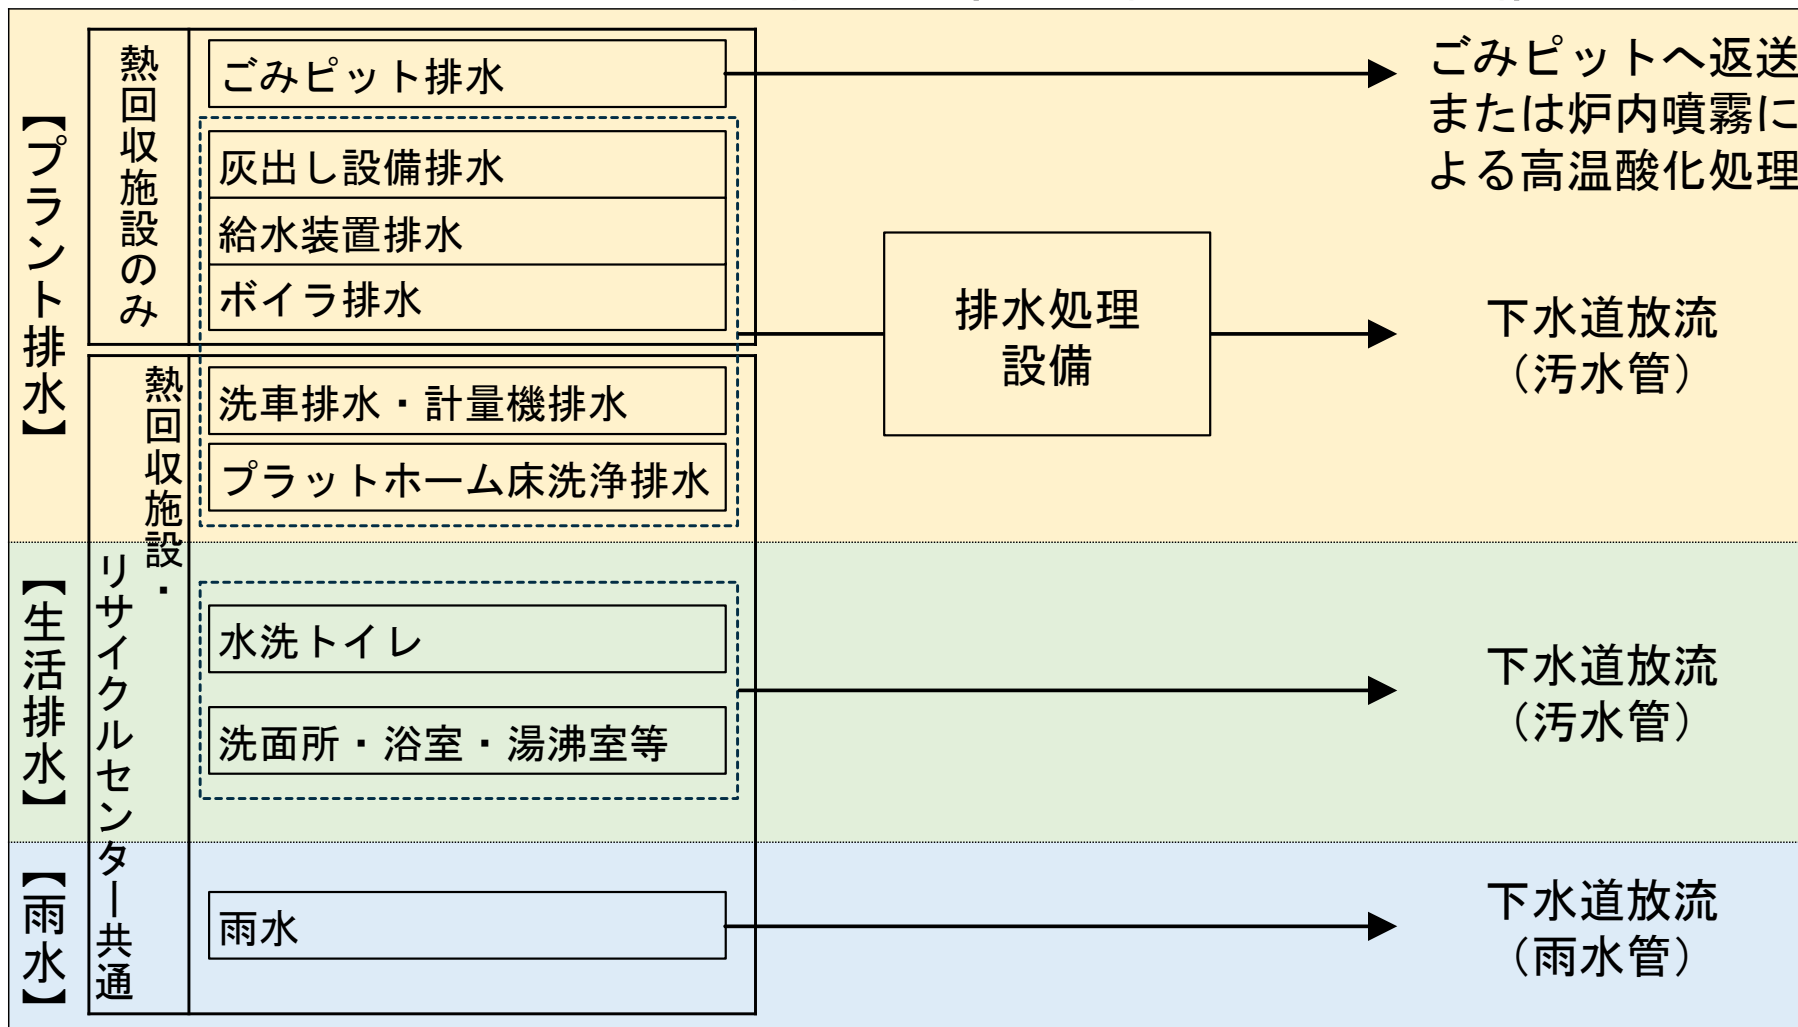 【プラント排水】
熱回収施設のみ
ごみピット排水
灰出し設備排水
給水装置排水
ボイラ排水
ごみピットへ返送
または炉内噴霧に
よる高温酸化処理
排水処理
設備
下水道放流
（汚水管）
熱回収施設・
リサイクルセンター共通
洗車排水・計量機排水
プラットホーム床洗浄排水
【生活排水】
水洗トイレ
洗面所・浴室・湯沸室等
下水道放流
（汚水管）
【雨水】
雨水
下水道放流
（雨水管）